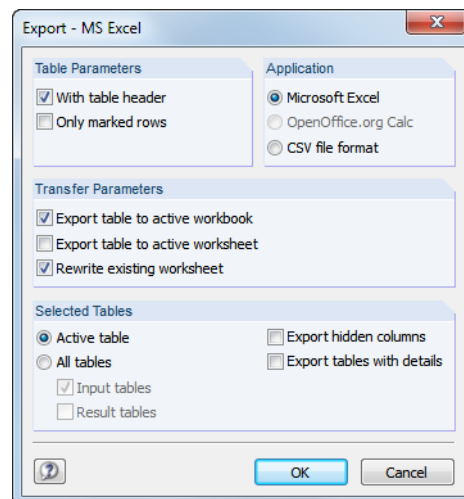 Export - MS Excel
Table Parameters
With table header
Only marked rows
Application
Microsoft Excel
OpenOffice.org Calc
CSV file format
Transfer Parameters
Export table to active workbook
Export table to active worksheet
Rewrite existing worksheet
Selected Tables
Active table
All tables
Input tables
Result tables
Export hidden columns
Export tables with details
OK
Cancel